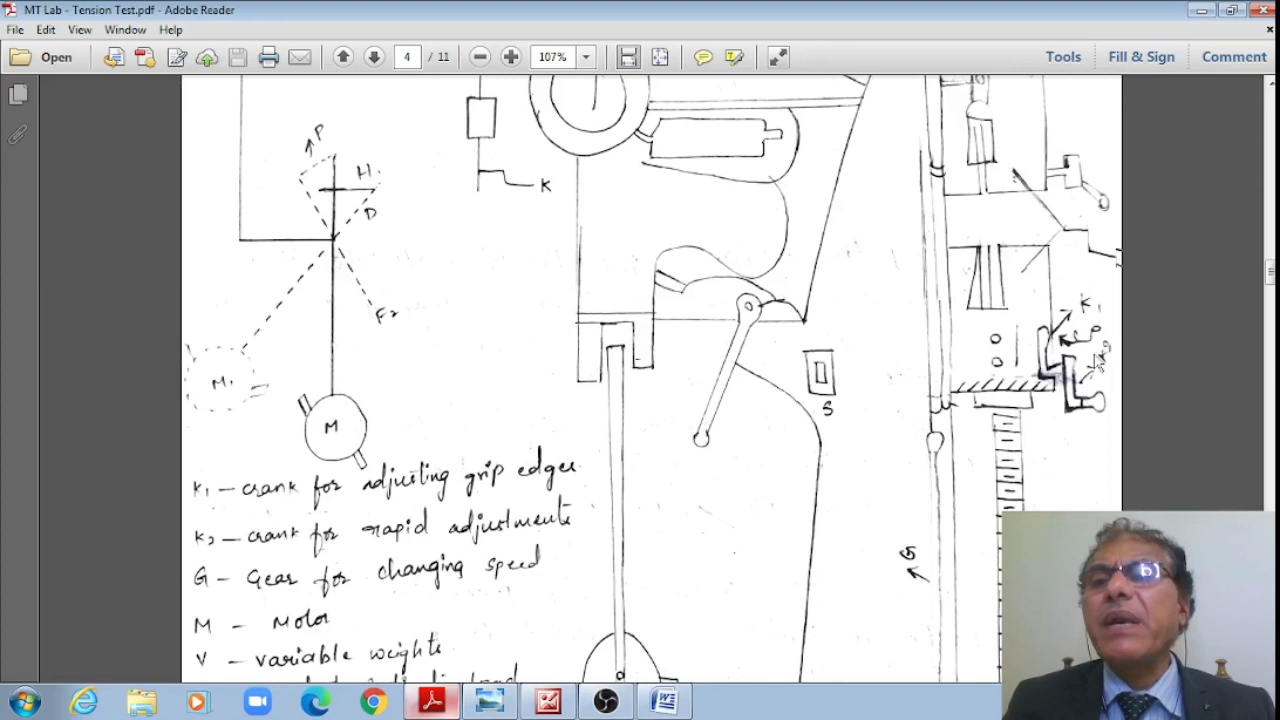 MT Lab - Tension Test.pdf - Adobe Reader
File Edit View Window Help
Open 4 / 11 107% Tools Fill & Sign Comment
P
H
D
K
F2
M1
M
S
K1
G
K1 - crank for adjusting grip edges
K2 - crank for rapid adjustments
G - Gear for changing speed
M - Motor
V - variable weights